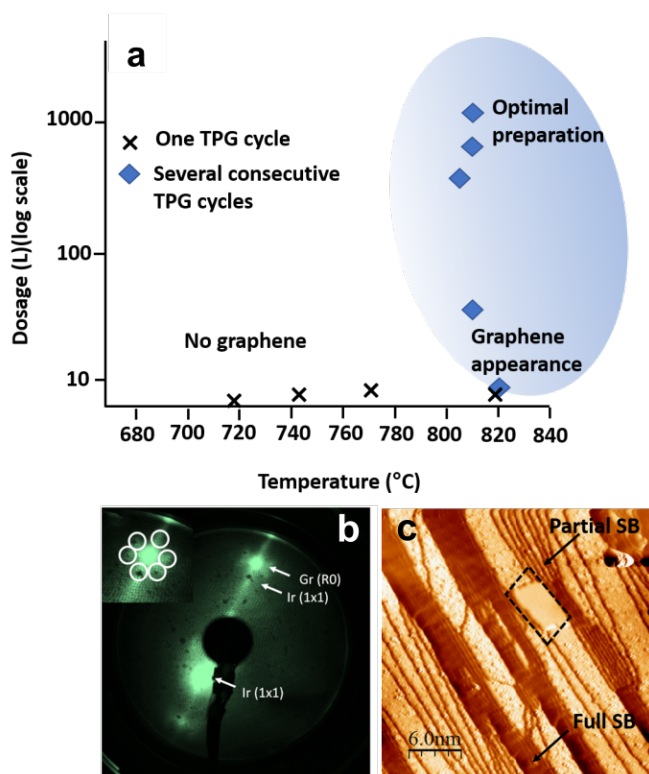 a
Dosage (L)(log scale)
1000
100
10
One TPG cycle
Several consecutive
TPG cycles
Optimal
preparation
No graphene
Graphene
appearance
680 700 720 740 760 780 800 820 840
Temperature (°C)
b
Gr (R0)
Ir (1x1)
Ir (1x1)
c
Partial SB
Full SB
6.0nm